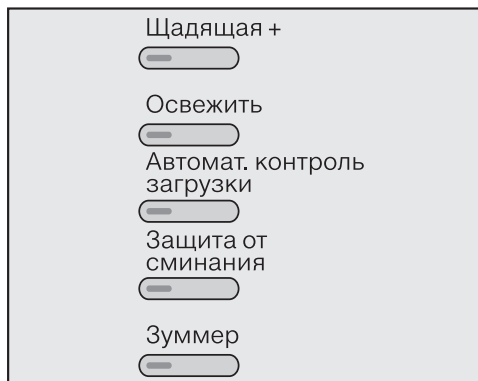 Щадящая +
Освежить
Автомат. контроль
загрузки
Защита от
сминания
Зуммер